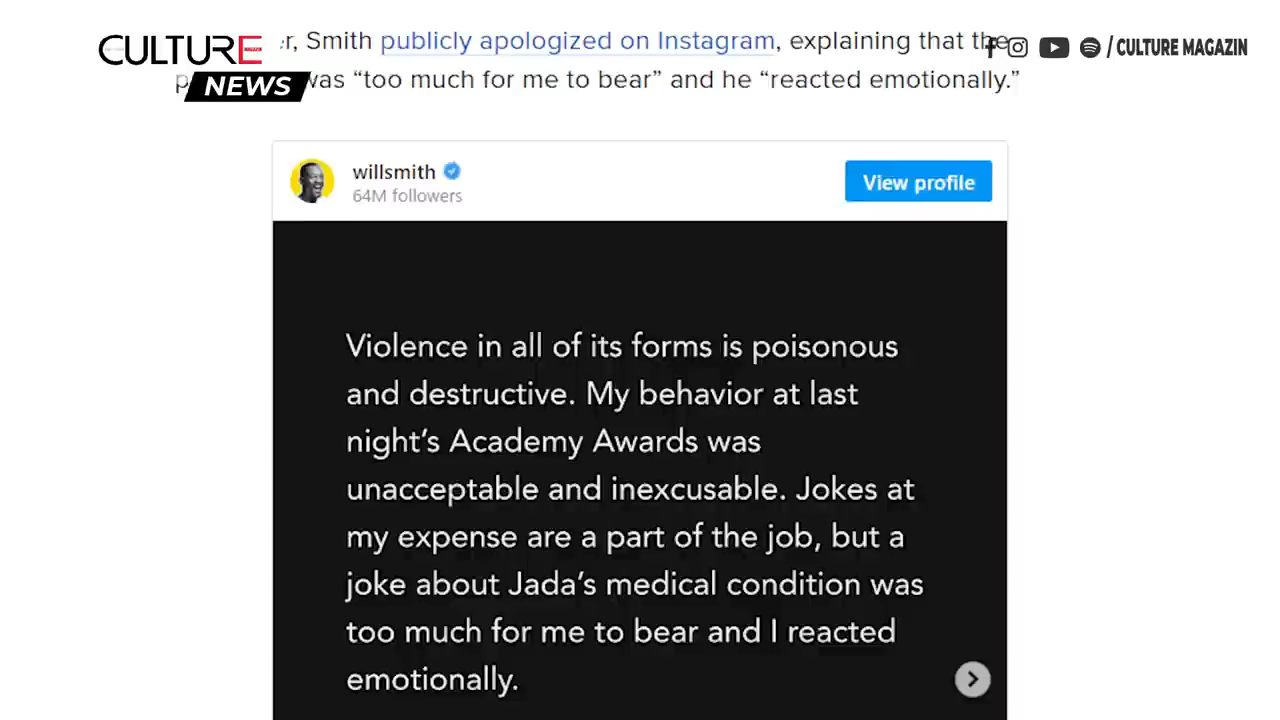 CULTURE
NEWS
Smith publicly apologized on Instagram, explaining that the
was “too much for me to bear” and he “reacted emotionally.”
/ CULTURE MAGAZIN
willsmith
64M followers
View profile
Violence in all of its forms is poisonous
and destructive. My behavior at last
night’s Academy Awards was
unacceptable and inexcusable. Jokes at
my expense are a part of the job, but a
joke about Jada’s medical condition was
too much for me to bear and I reacted
emotionally.